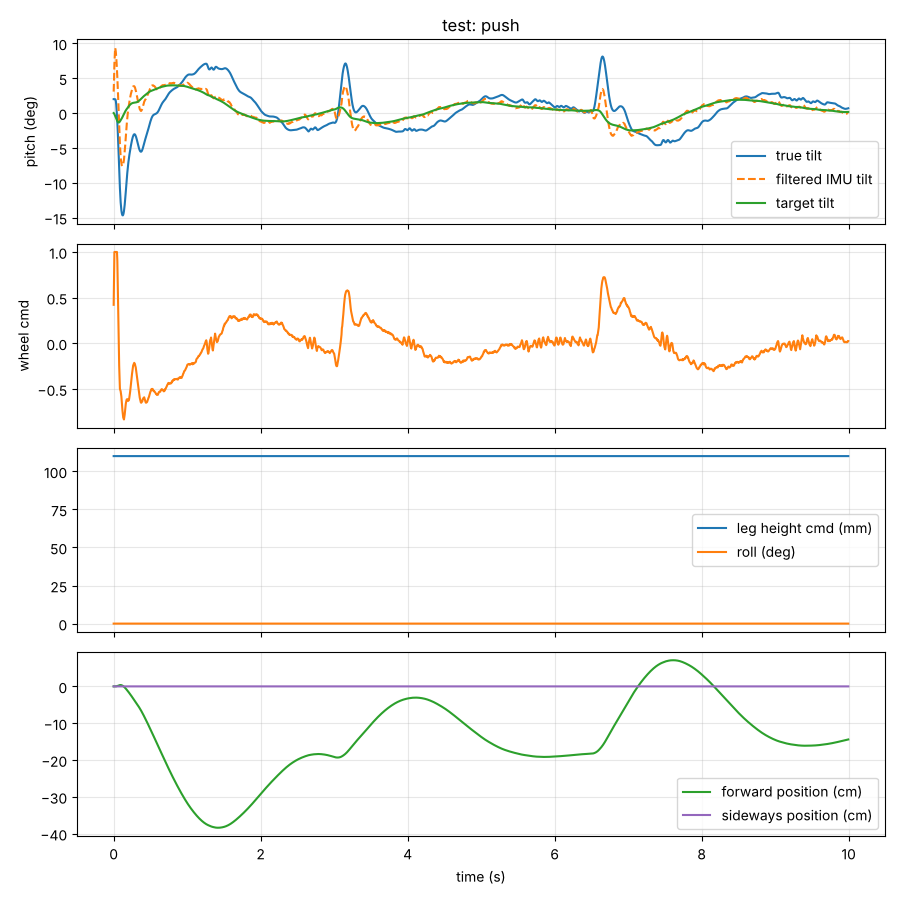 test: push
10
5
0
−5
−10
−15
pitch (deg)
true tilt
filtered IMU tilt
target tilt
1.0
0.5
0.0
−0.5
wheel cmd
100
75
50
25
0
leg height cmd (mm)
roll (deg)
0
−10
−20
−30
−40
forward position (cm)
sideways position (cm)
0
2
4
6
8
10
time (s)